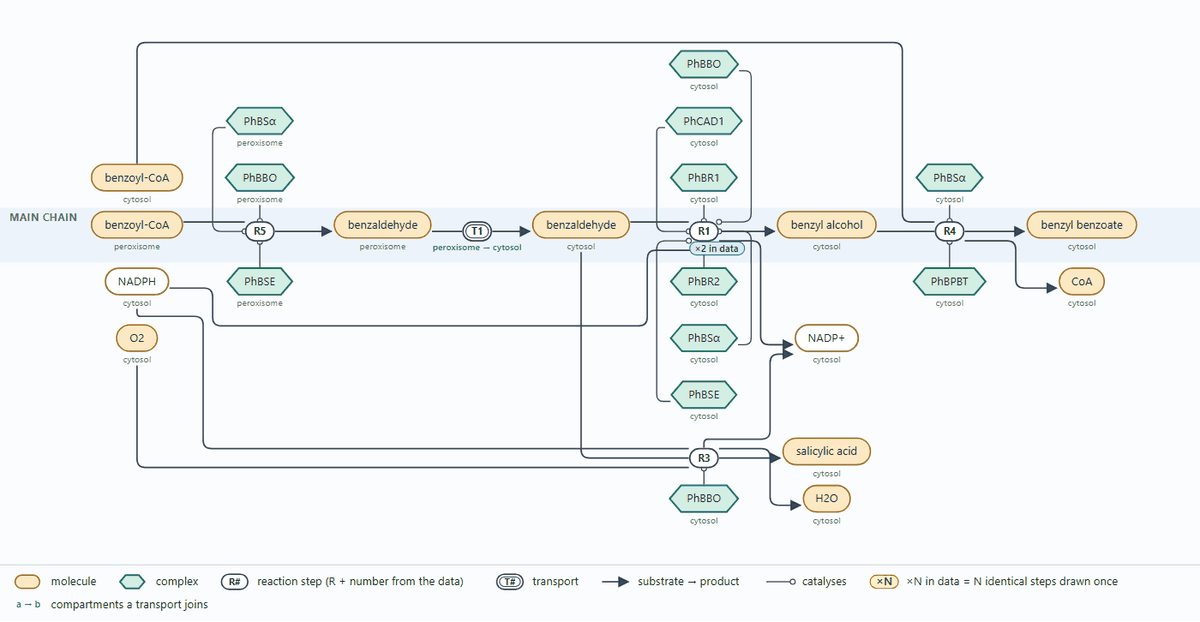 PhBBO
cytosol
PhBSα
peroxisome
PhCAD1
cytosol
benzoyl-CoA
cytosol
PhBBO
peroxisome
PhBR1
cytosol
PhBSα
cytosol
MAIN CHAIN
benzoyl-CoA
peroxisome
R5
benzaldehyde
peroxisome
T1
peroxisome → cytosol
benzaldehyde
cytosol
R1
×2 in data
benzyl alcohol
cytosol
R4
benzyl benzoate
cytosol
NADPH
cytosol
PhBSE
peroxisome
PhBR2
cytosol
PhBPBT
cytosol
CoA
cytosol
O2
cytosol
PhBSα
cytosol
NADP+
cytosol
PhBSE
cytosol
R3
salicylic acid
cytosol
PhBBO
cytosol
H2O
cytosol
molecule
complex
R# reaction step (R + number from the data)
T# transport
substrate → product
catalyses
×N ×N in data = N identical steps drawn once
a → b compartments a transport joins